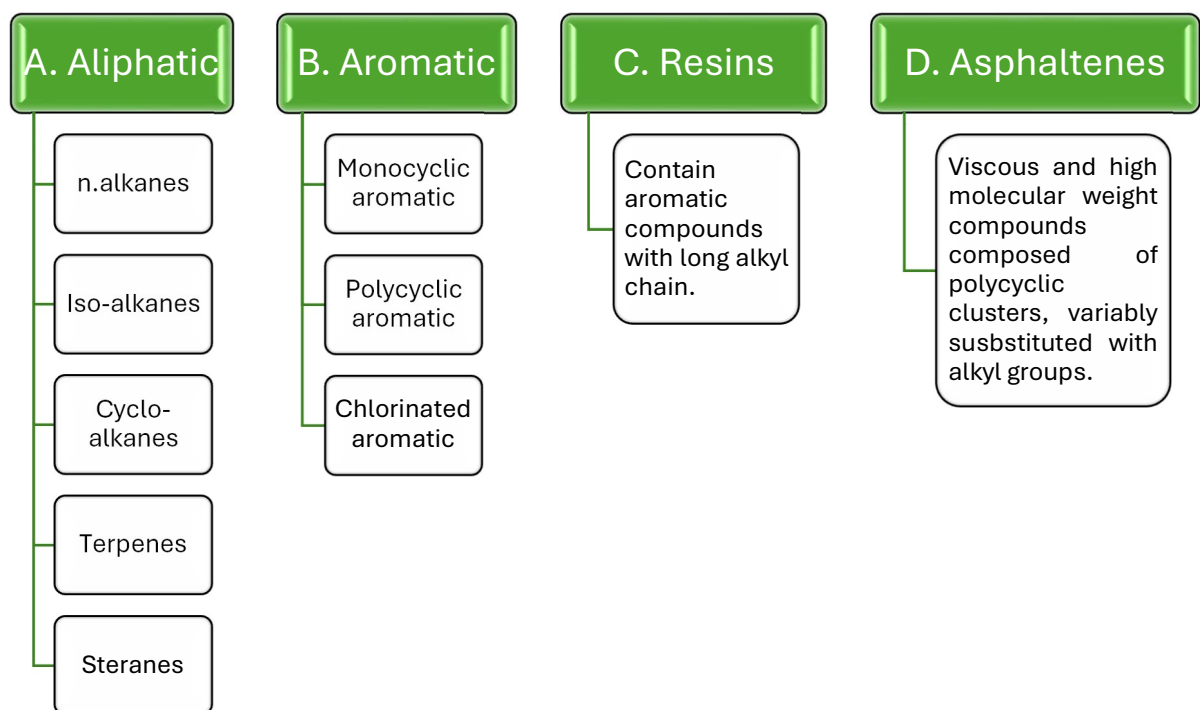 A. Aliphatic
n.alkanes
Iso-alkanes
Cyclo-
alkanes
Terpenes
Steranes
B. Aromatic
Monocyclic
aromatic
Polycyclic
aromatic
Chlorinated
aromatic
C. Resins
Contain
aromatic
compounds
with long alkyl
chain.
D. Asphaltenes
Viscous and high
molecular weight
compounds
composed of
polycyclic
clusters, variably
susbstituted with
alkyl groups.